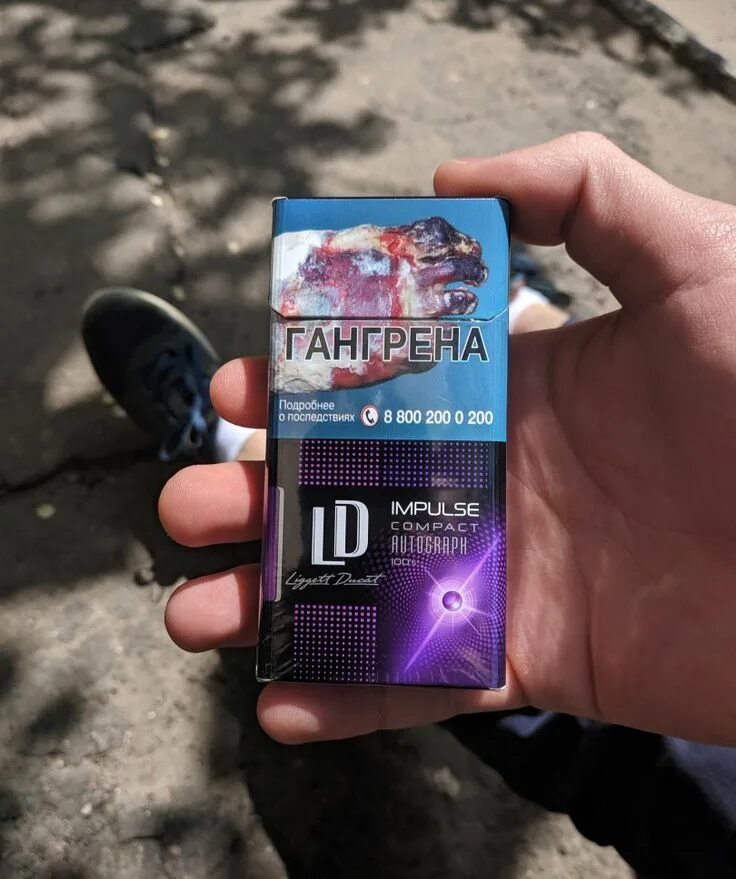 ГАНГРЕНА
Подробнее
о последствиях 8 800 200 0 200
LD
IMPULSE
COMPACT
AUTOGRAPH
100's
Liggett Ducat